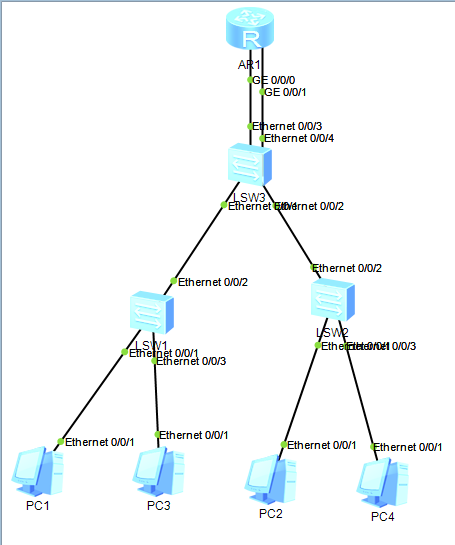 R
AR1
GE 0/0/0
GE 0/0/1
Ethernet 0/0/3
Ethernet 0/0/4
LSW3
Ethernet 0/0/1
Ethernet 0/0/2
Ethernet 0/0/2
Ethernet 0/0/2
LSW1
LSW2
Ethernet 0/0/1
Ethernet 0/0/3
Ethernet 0/0/1
Ethernet 0/0/3
Ethernet 0/0/1
Ethernet 0/0/1
Ethernet 0/0/1
Ethernet 0/0/1
PC1
PC3
PC2
PC4